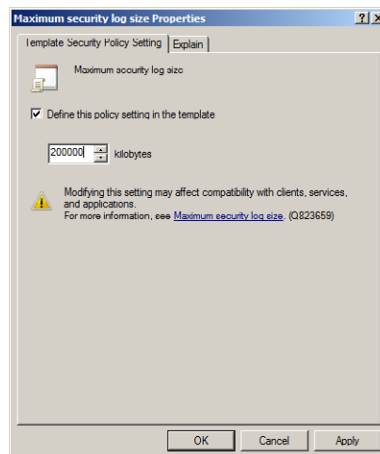 Maximum security log size Properties
Template Security Policy Setting
Explain
Maximum security log size
Define this policy setting in the template
200000
kilobytes
Modifying this setting may affect compatibility with clients, services,
and applications.
For more information, see Maximum security log size. (Q823659)
OK
Cancel
Apply